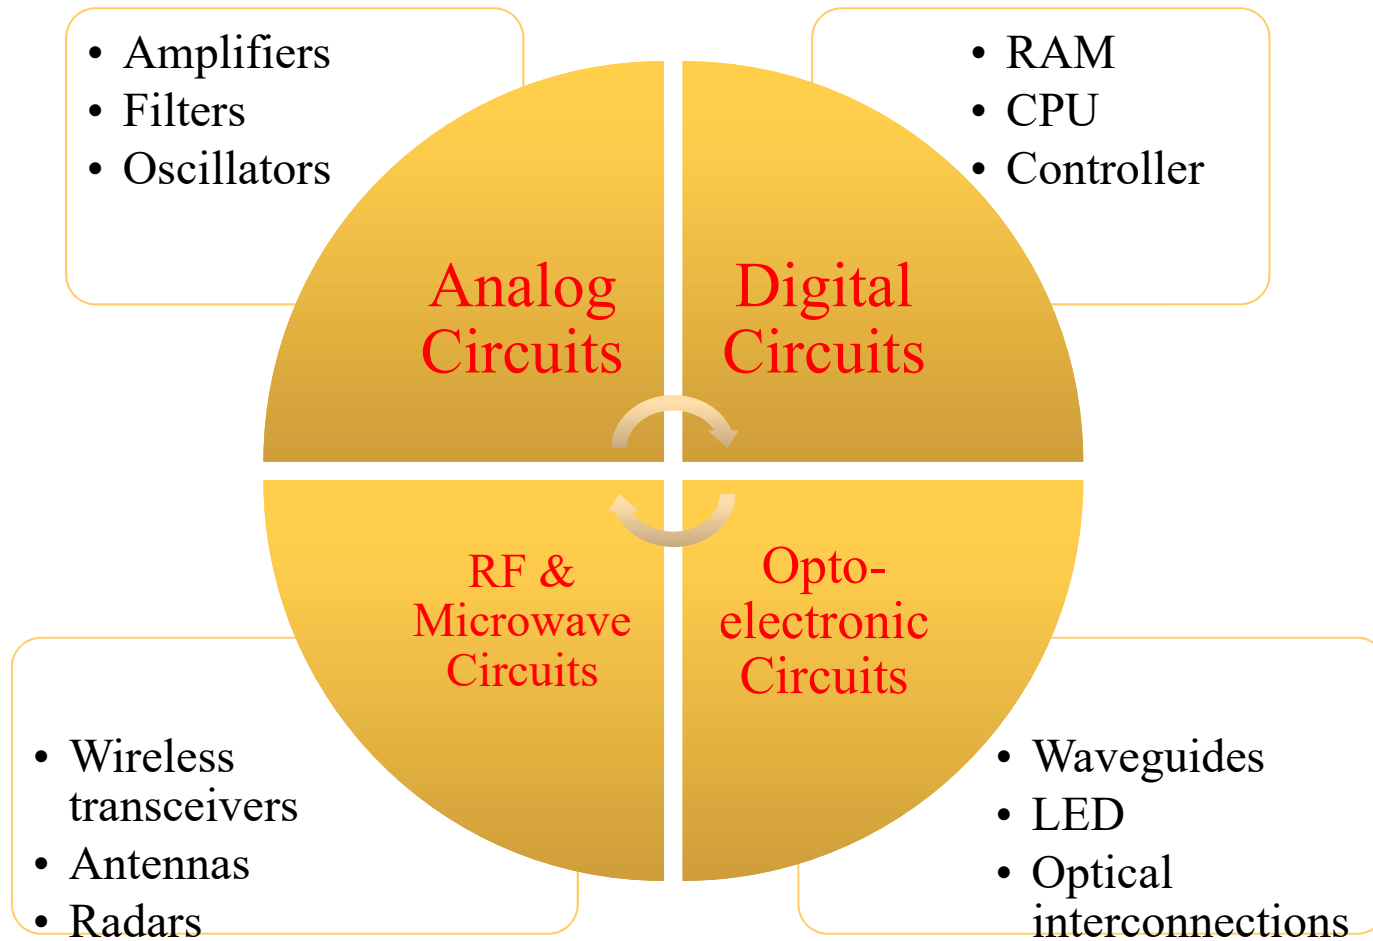 • Amplifiers
• Filters
• Oscillators
• RAM
• CPU
• Controller
Analog
Circuits
Digital
Circuits
RF &
Microwave
Circuits
Opto-
electronic
Circuits
• Wireless
transceivers
• Antennas
• Radars
• Waveguides
• LED
• Optical
interconnections